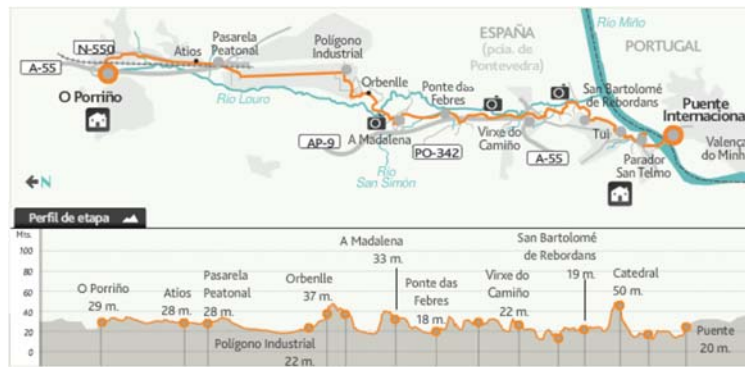 Río Miño
ESPAÑA
(pcia. de
Pontevedra)
PORTUGAL
N-550
Atios
Pasarela
Peatonal
Polígono
Industrial
A-55
O Porriño
Río Louro
Orbenlle
Ponte das
Febres
San Bartolomé
de Rebordans
Puente
Internacional
A Madalena
Virxe do
Camiño
Tui
Valença
do Minho
AP-9
PO-342
A-55
Parador
San Telmo
Río
San Simón
N
Perfil de etapa
Mts.
100
80
60
40
20
0
O Porriño
29 m.
Atios
28 m.
Pasarela
Peatonal
28 m.
Polígono Industrial
22 m.
Orbenlle
37 m.
A Madalena
33 m.
Ponte das
Febres
18 m.
Virxe do
Camiño
22 m.
San Bartolomé
de Rebordans
19 m.
Catedral
50 m.
Puente
20 m.